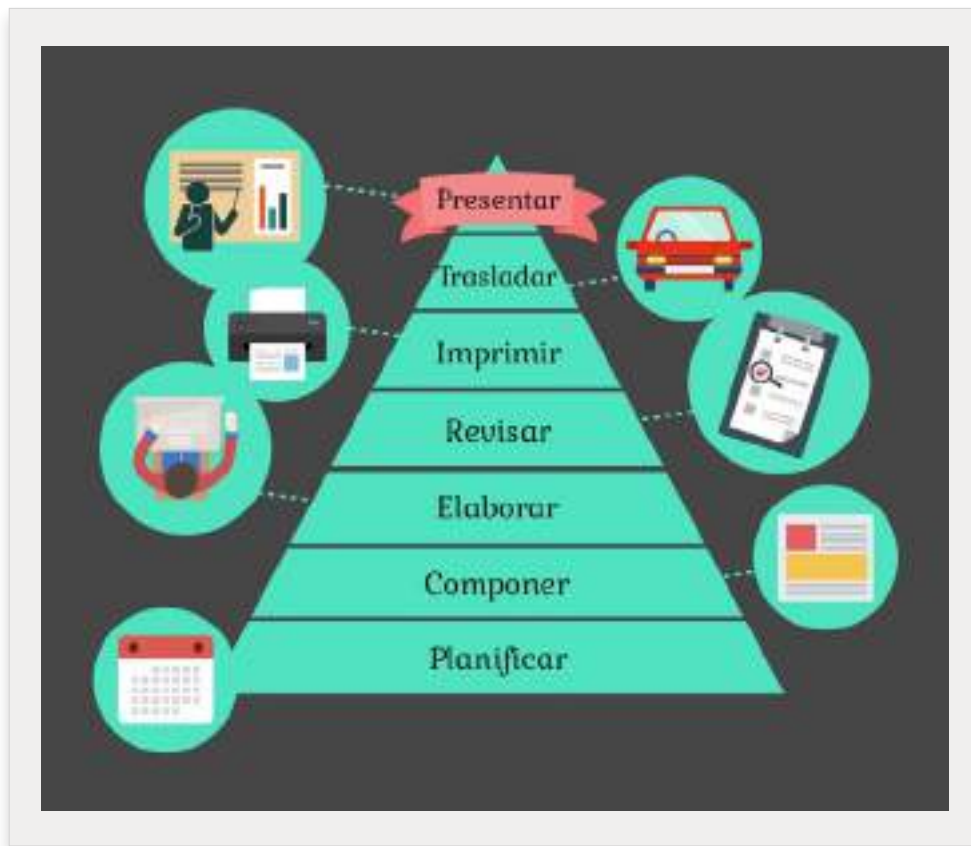 Presentar
Trasladar
Imprimir
Revisar
Elaborar
Componer
Planificar